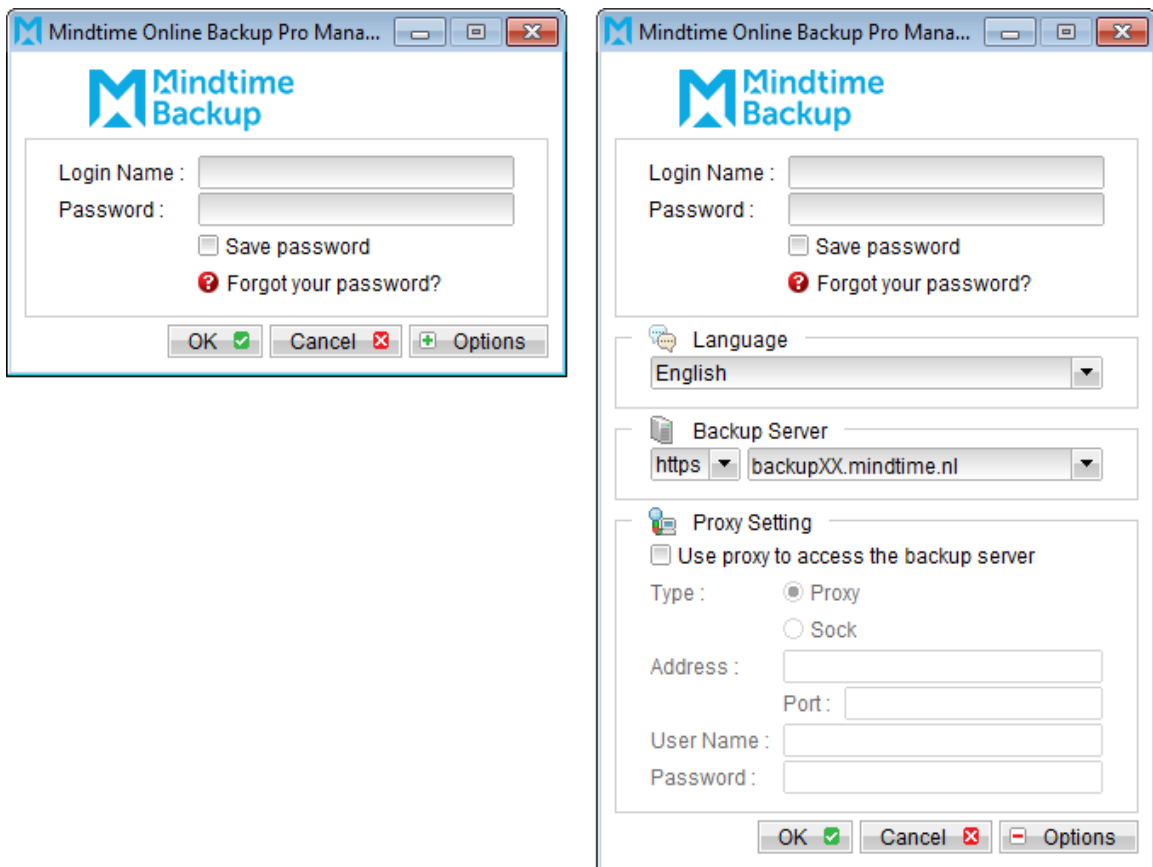 Mindtime Online Backup Pro Mana...
Mindtime
Backup
Login Name :
Password :
Save password
Forgot your password?
OK Cancel Options
Mindtime Online Backup Pro Mana...
Mindtime
Backup
Login Name :
Password :
Save password
Forgot your password?
Language
English
Backup Server
https backupXX.mindtime.nl
Proxy Setting
Use proxy to access the backup server
Type : Proxy
Sock
Address :
Port :
User Name :
Password :
OK Cancel Options